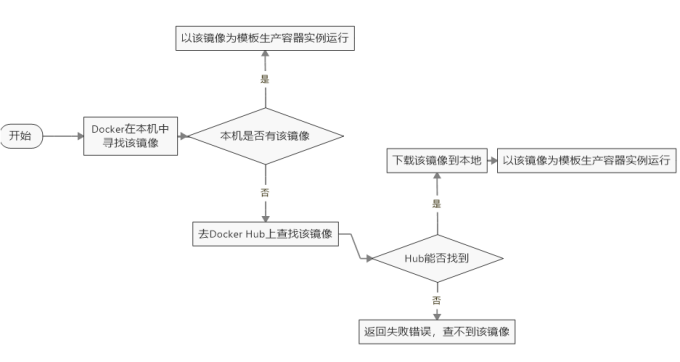 以该镜像为模板生产容器实例运行
是
开始
Docker在本机中
寻找该镜像
本机是否有该镜像
下载该镜像到本地
以该镜像为模板生产容器实例运行
否
是
去Docker Hub上查找该镜像
Hub能否找到
否
返回失败错误，查不到该镜像